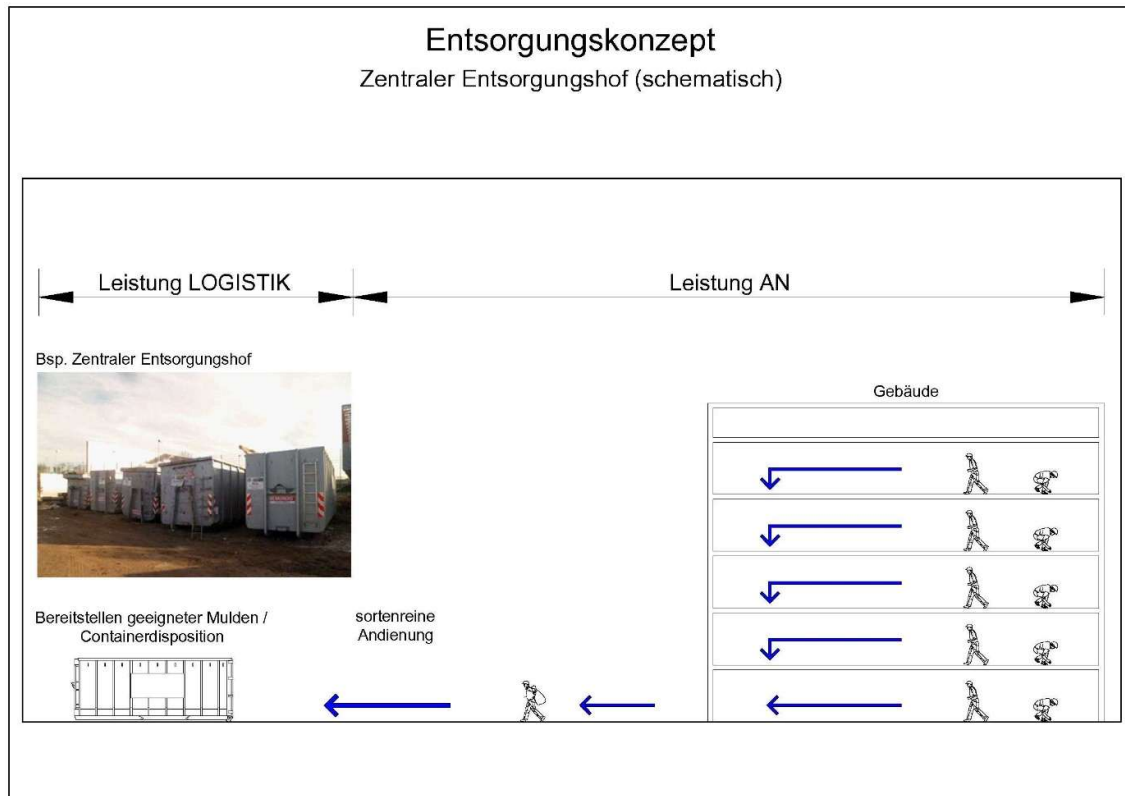 Entsorgungskonzept
Zentraler Entsorgungshof (schematisch)
Leistung LOGISTIK
Leistung AN
Bsp. Zentraler Entsorgungshof
Gebäude
Bereitstellen geeigneter Mulden /
Containerdisposition
sortenreine
Andienung